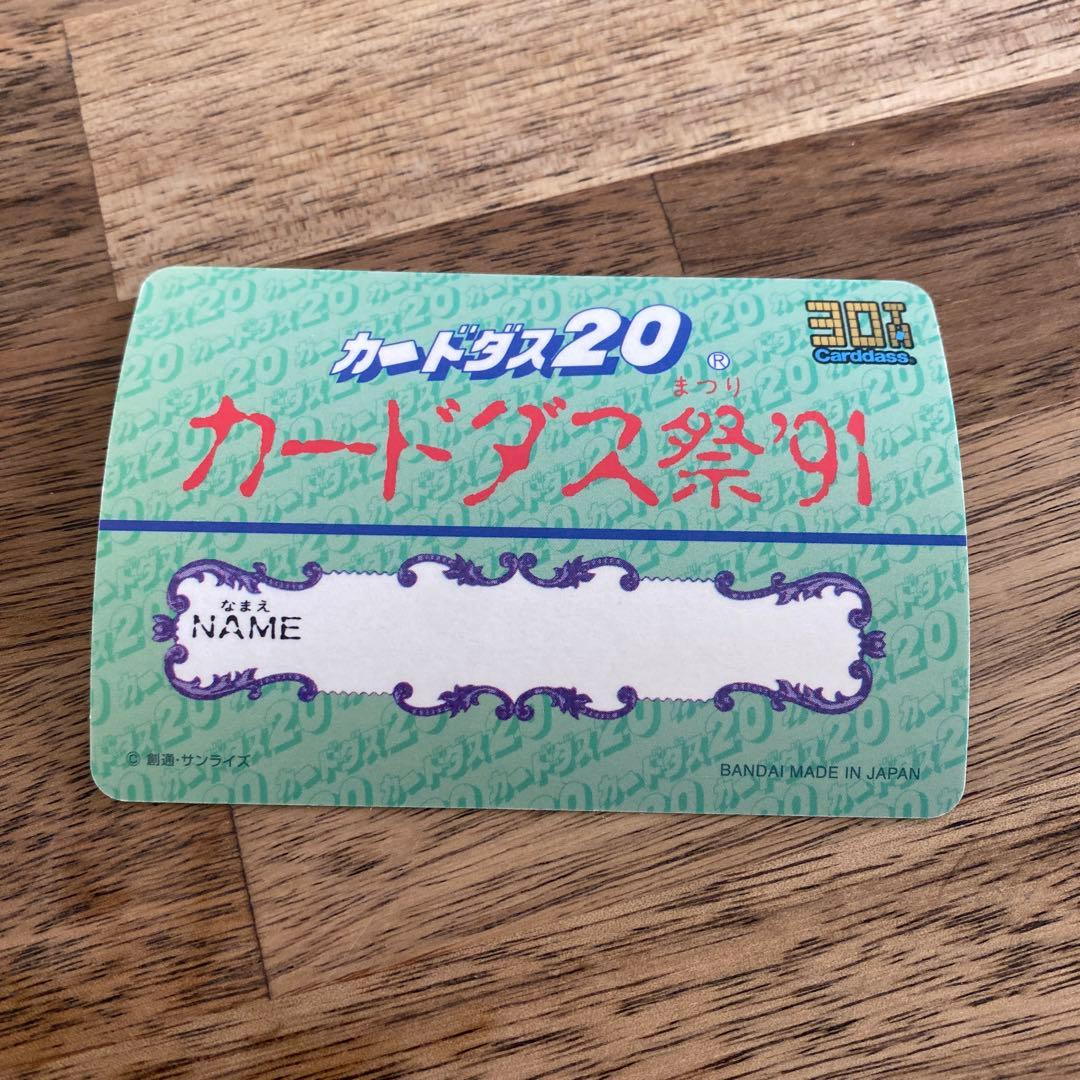 カードダス20®
30th
Carddass®
まつり
カードダス祭'91
なまえ
NAME
© 創通・サンライズ
BANDAI MADE IN JAPAN